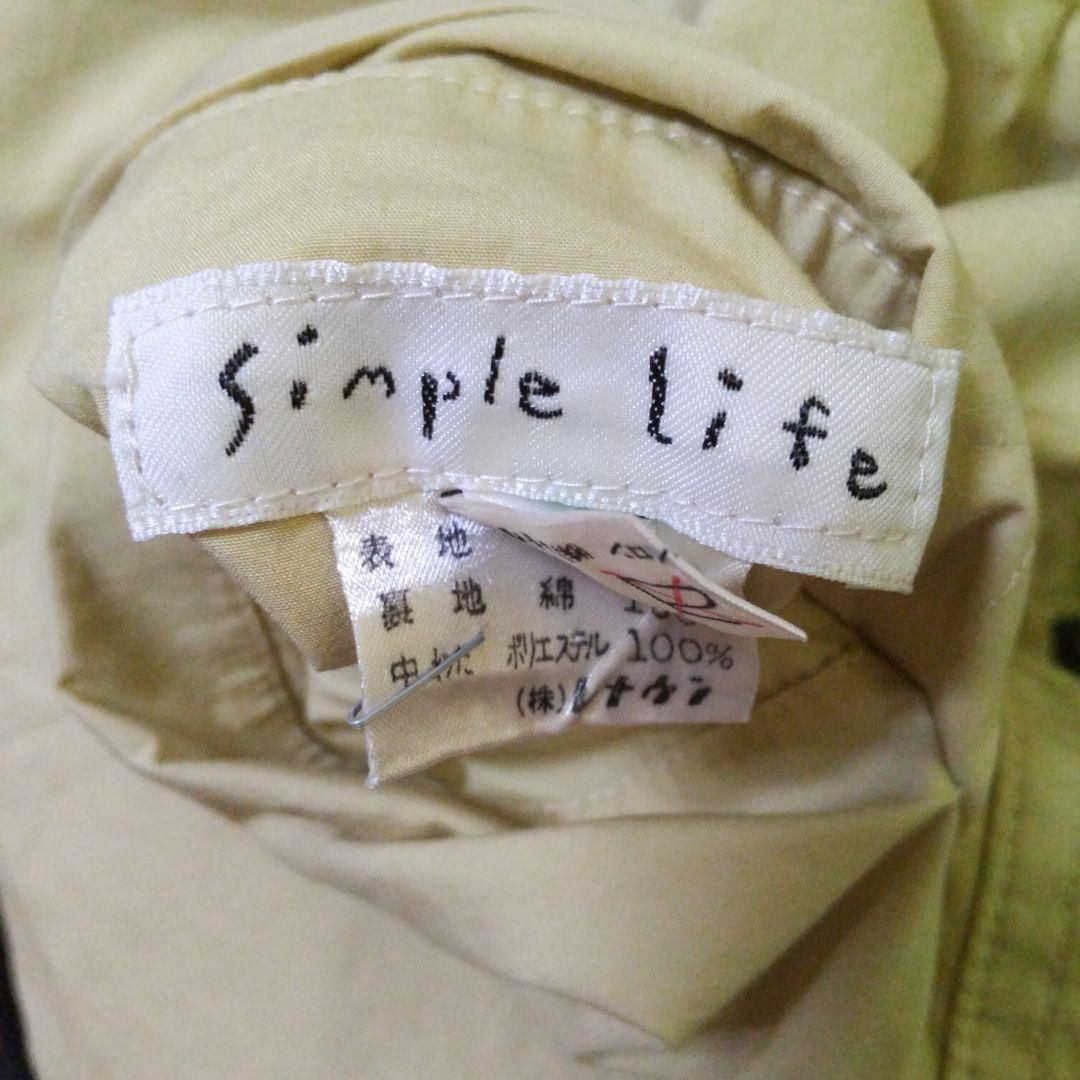 simple life
表地
裏地 綿
中わた ポリエステル 100%
(株)レナウン